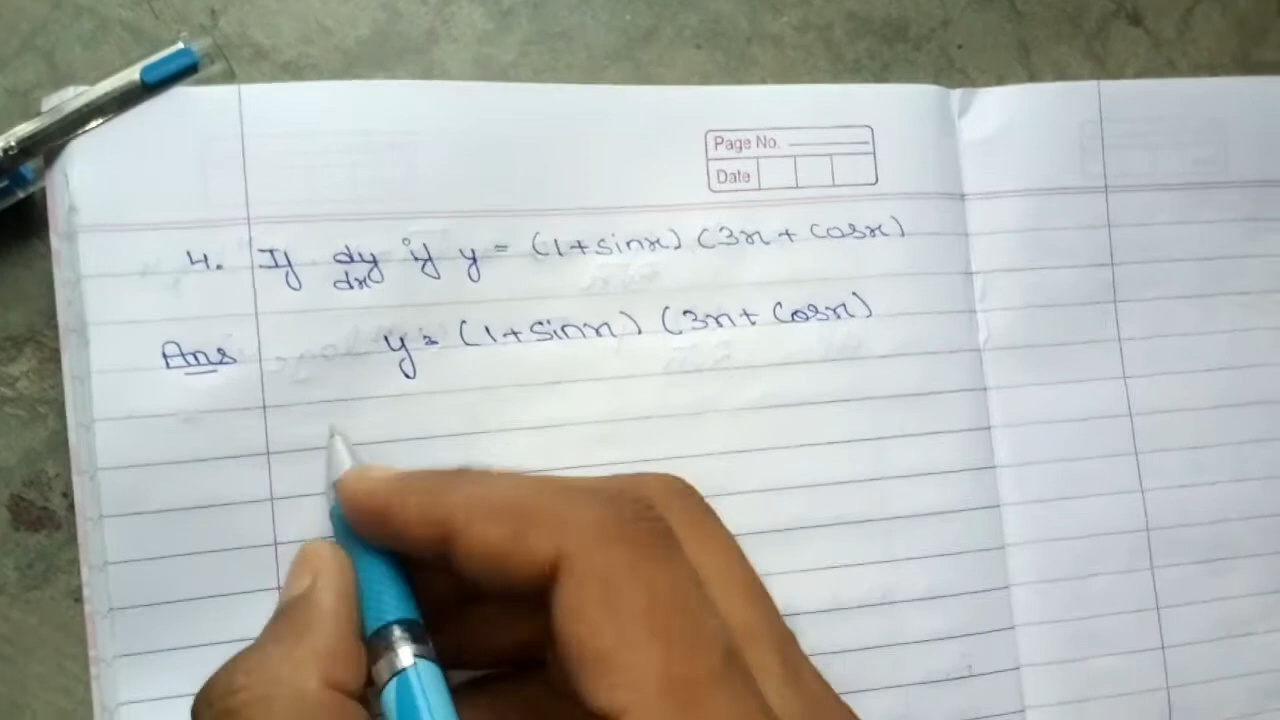 Page No.
Date
4. If dy/dx if y = (1+sinx) (3x+cosx)
Ans y = (1+sinx) (3x+cosx)